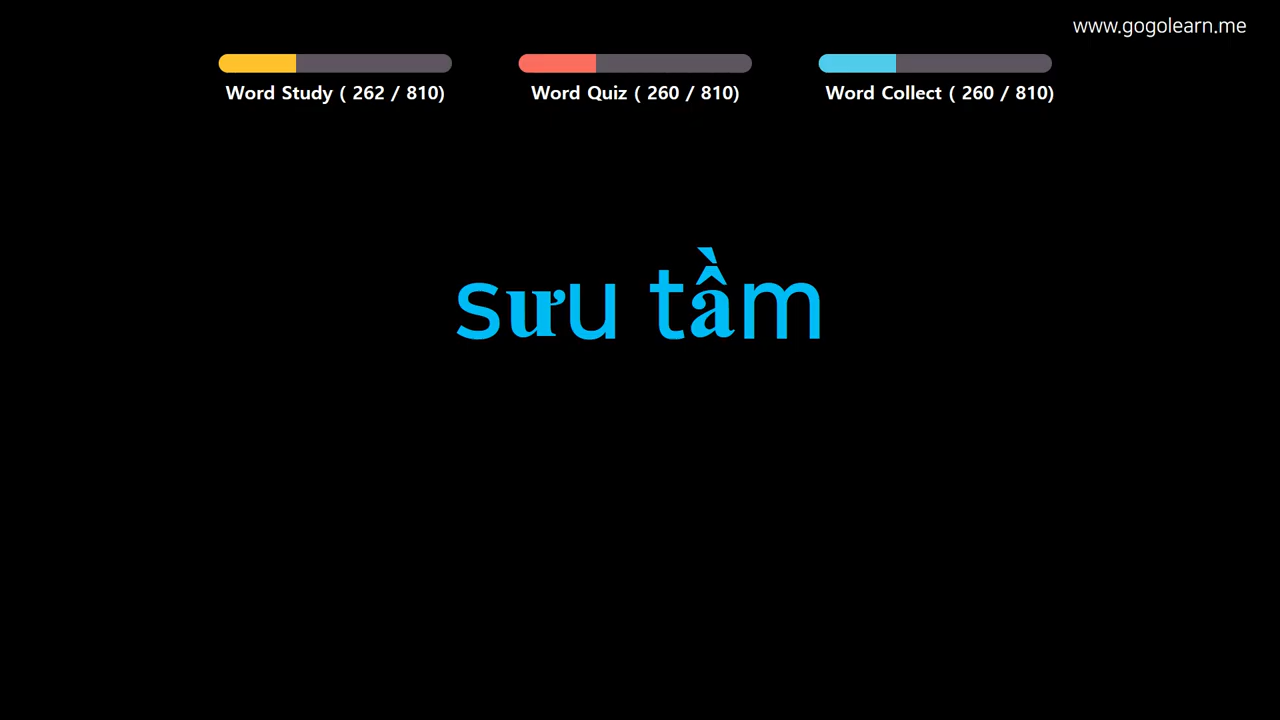 www.gogolearn.me
Word Study ( 262 / 810)
Word Quiz ( 260 / 810)
Word Collect ( 260 / 810)
sưu tầm